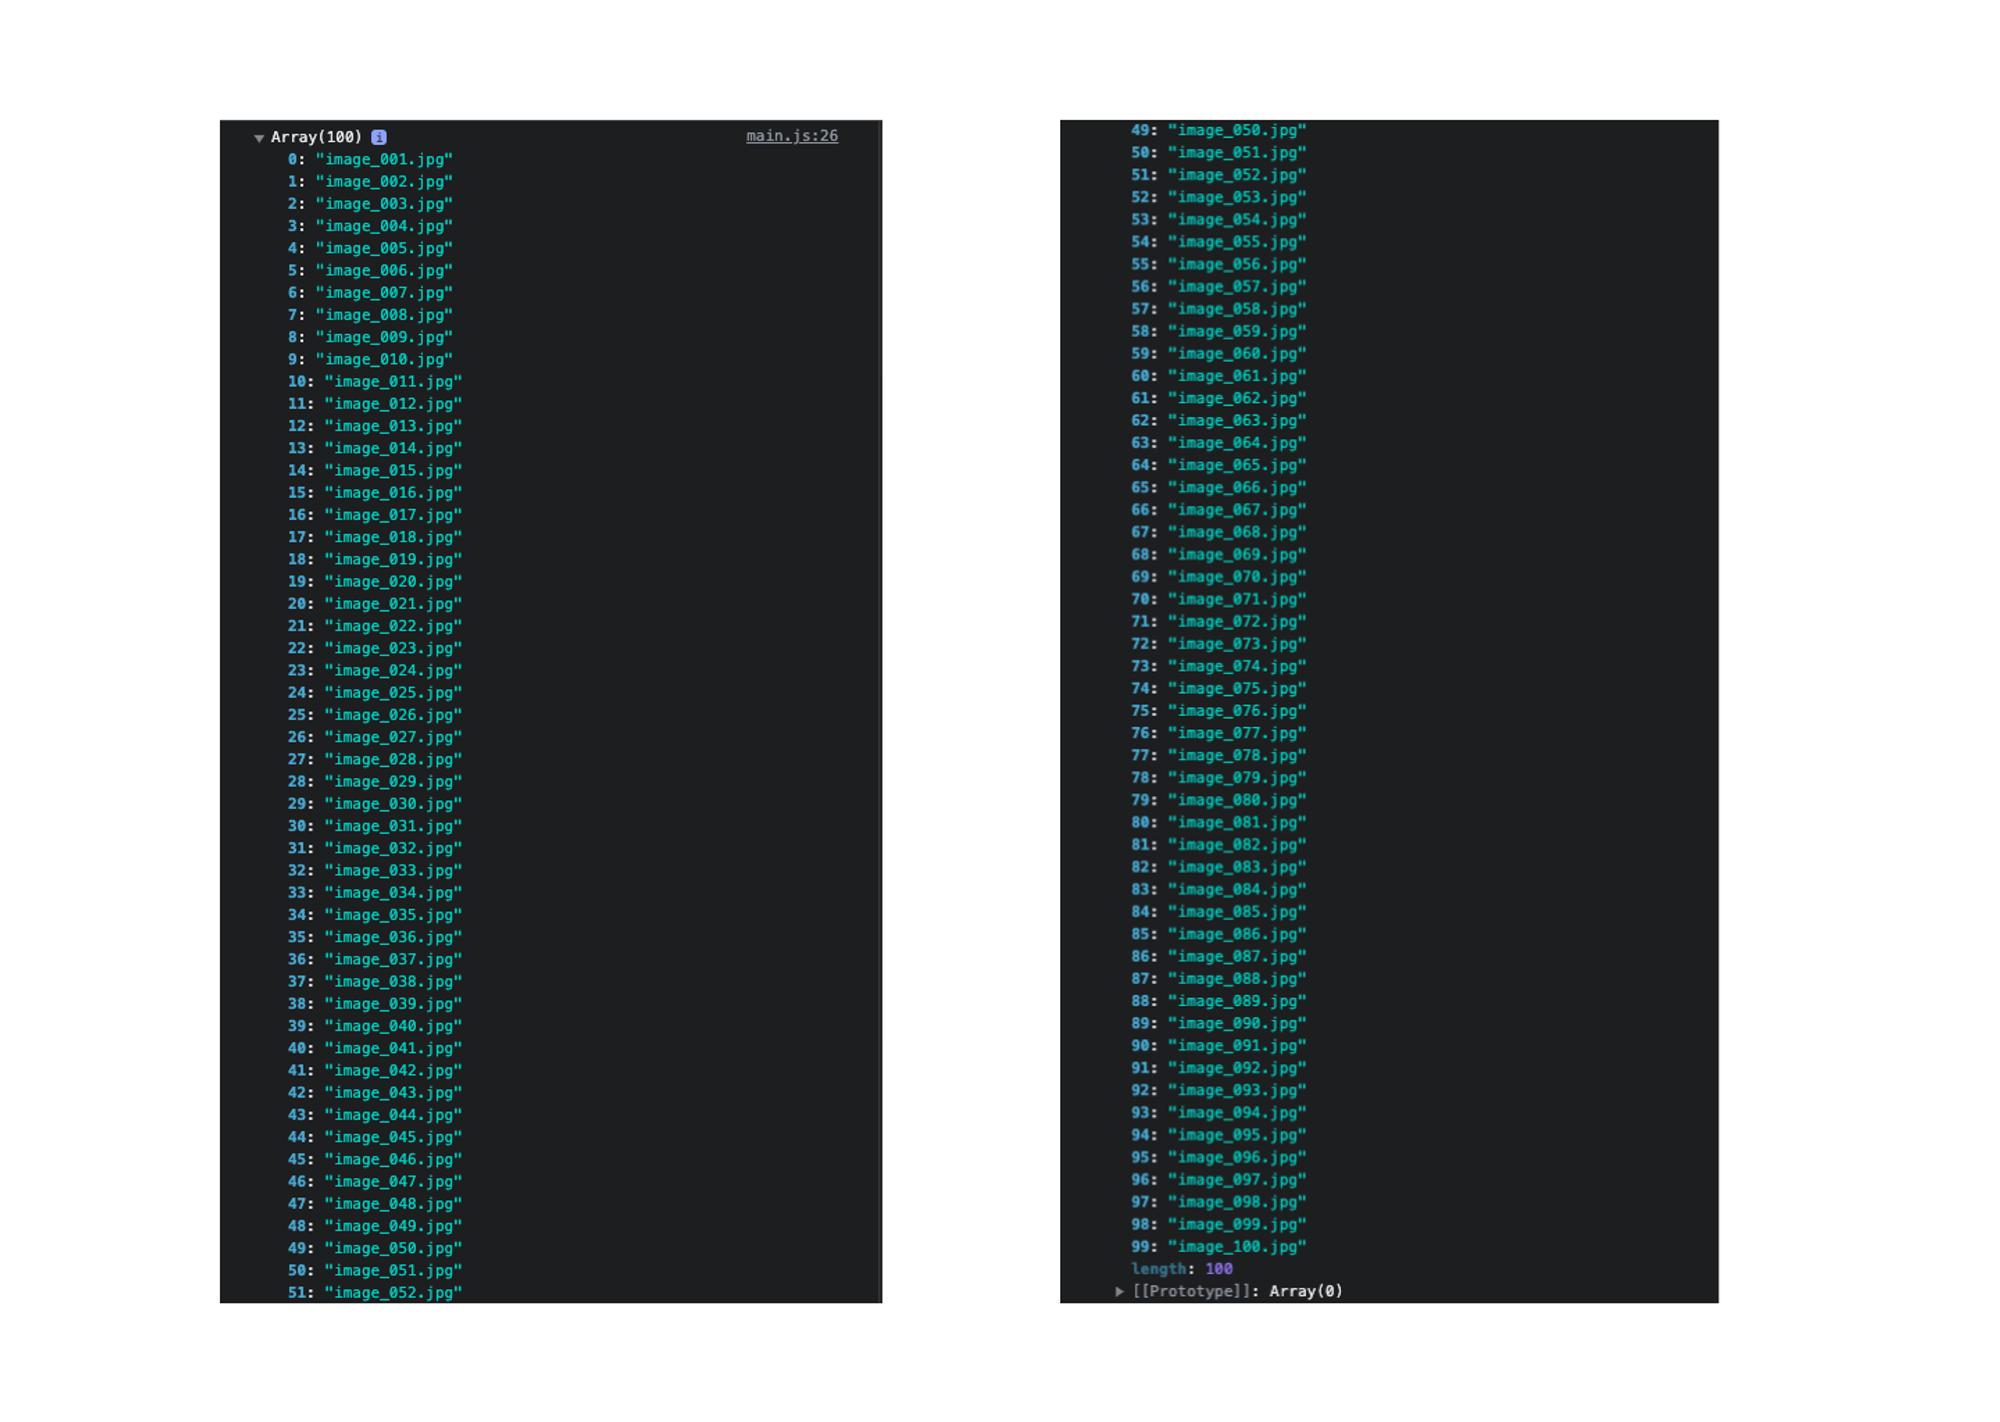 Array(100) i main.js:26
0: "image_001.jpg"
1: "image_002.jpg"
2: "image_003.jpg"
3: "image_004.jpg"
4: "image_005.jpg"
5: "image_006.jpg"
6: "image_007.jpg"
7: "image_008.jpg"
8: "image_009.jpg"
9: "image_010.jpg"
10: "image_011.jpg"
11: "image_012.jpg"
12: "image_013.jpg"
13: "image_014.jpg"
14: "image_015.jpg"
15: "image_016.jpg"
16: "image_017.jpg"
17: "image_018.jpg"
18: "image_019.jpg"
19: "image_020.jpg"
20: "image_021.jpg"
21: "image_022.jpg"
22: "image_023.jpg"
23: "image_024.jpg"
24: "image_025.jpg"
25: "image_026.jpg"
26: "image_027.jpg"
27: "image_028.jpg"
28: "image_029.jpg"
29: "image_030.jpg"
30: "image_031.jpg"
31: "image_032.jpg"
32: "image_033.jpg"
33: "image_034.jpg"
34: "image_035.jpg"
35: "image_036.jpg"
36: "image_037.jpg"
37: "image_038.jpg"
38: "image_039.jpg"
39: "image_040.jpg"
40: "image_041.jpg"
41: "image_042.jpg"
42: "image_043.jpg"
43: "image_044.jpg"
44: "image_045.jpg"
45: "image_046.jpg"
46: "image_047.jpg"
47: "image_048.jpg"
48: "image_049.jpg"
49: "image_050.jpg"
50: "image_051.jpg"
51: "image_052.jpg"
49: "image_050.jpg"
50: "image_051.jpg"
51: "image_052.jpg"
52: "image_053.jpg"
53: "image_054.jpg"
54: "image_055.jpg"
55: "image_056.jpg"
56: "image_057.jpg"
57: "image_058.jpg"
58: "image_059.jpg"
59: "image_060.jpg"
60: "image_061.jpg"
61: "image_062.jpg"
62: "image_063.jpg"
63: "image_064.jpg"
64: "image_065.jpg"
65: "image_066.jpg"
66: "image_067.jpg"
67: "image_068.jpg"
68: "image_069.jpg"
69: "image_070.jpg"
70: "image_071.jpg"
71: "image_072.jpg"
72: "image_073.jpg"
73: "image_074.jpg"
74: "image_075.jpg"
75: "image_076.jpg"
76: "image_077.jpg"
77: "image_078.jpg"
78: "image_079.jpg"
79: "image_080.jpg"
80: "image_081.jpg"
81: "image_082.jpg"
82: "image_083.jpg"
83: "image_084.jpg"
84: "image_085.jpg"
85: "image_086.jpg"
86: "image_087.jpg"
87: "image_088.jpg"
88: "image_089.jpg"
89: "image_090.jpg"
90: "image_091.jpg"
91: "image_092.jpg"
92: "image_093.jpg"
93: "image_094.jpg"
94: "image_095.jpg"
95: "image_096.jpg"
96: "image_097.jpg"
97: "image_098.jpg"
98: "image_099.jpg"
99: "image_100.jpg"
length: 100
[[Prototype]]: Array(0)